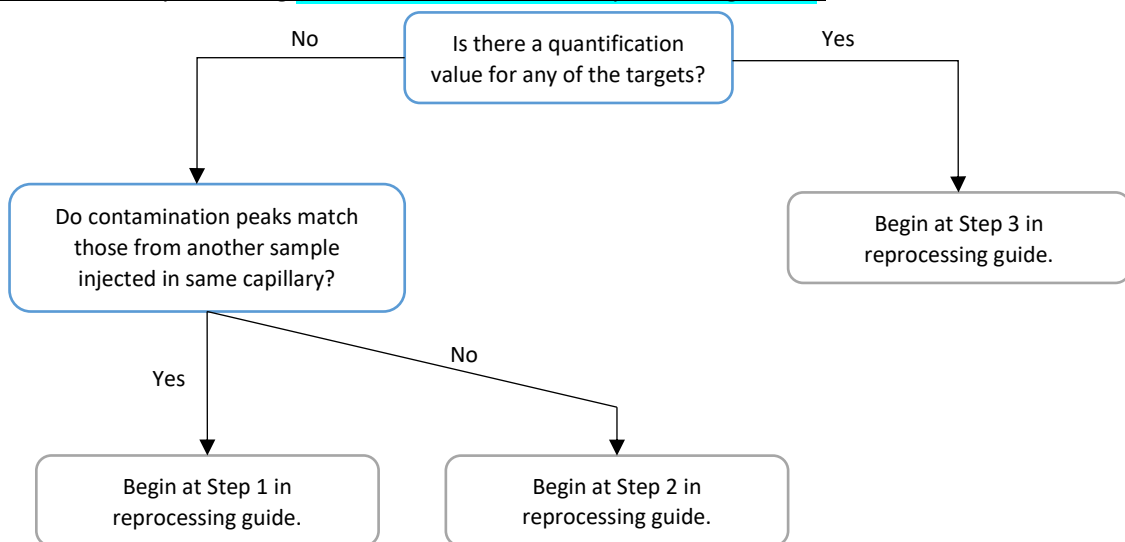 No
Is there a quantification
value for any of the targets?
Yes
Do contamination peaks match
those from another sample
injected in same capillary?
Begin at Step 3 in
reprocessing guide.
Yes
No
Begin at Step 1 in
reprocessing guide.
Begin at Step 2 in
reprocessing guide.